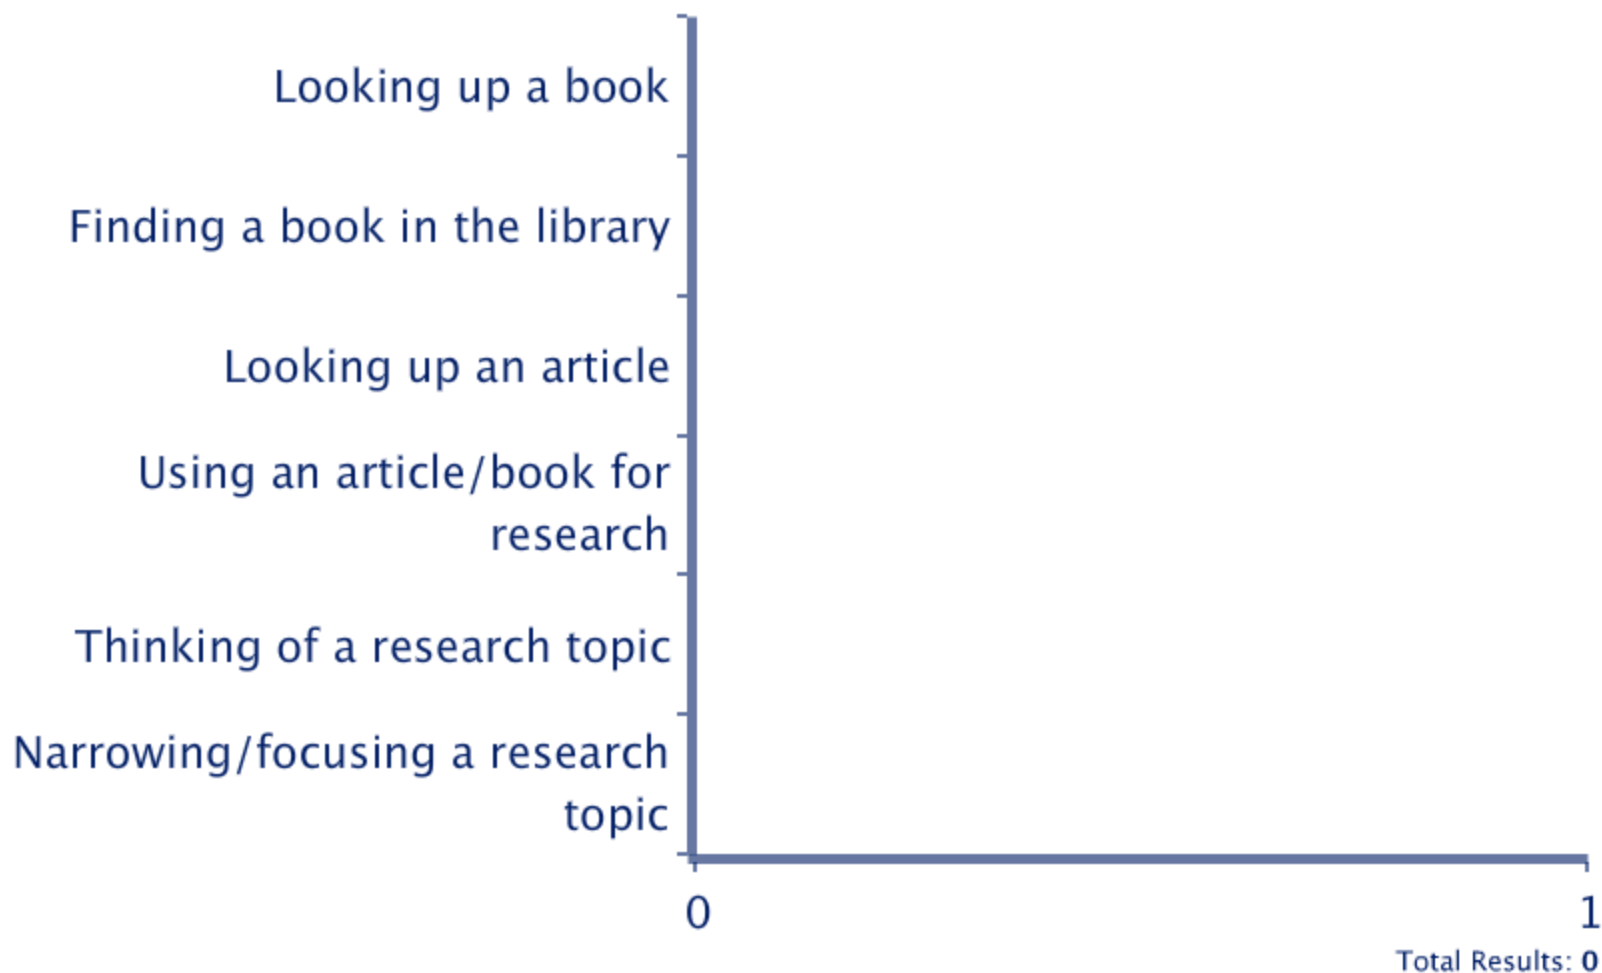 Looking up a book
Finding a book in the library
Looking up an article
Using an article/book for
research
Thinking of a research topic
Narrowing/focusing a research
topic
0 1
Total Results: 0